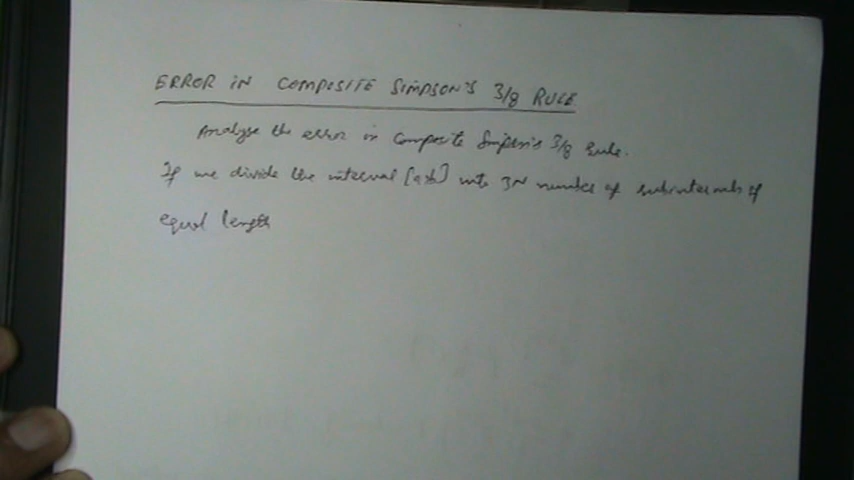 ERROR IN COMPOSITE SIMPSON'S 3/8 RULE
Analyse the error in Composite Simpson's 3/8 rule.
If we divide the interval [a,b] into 3N number of subintervals of
equal length